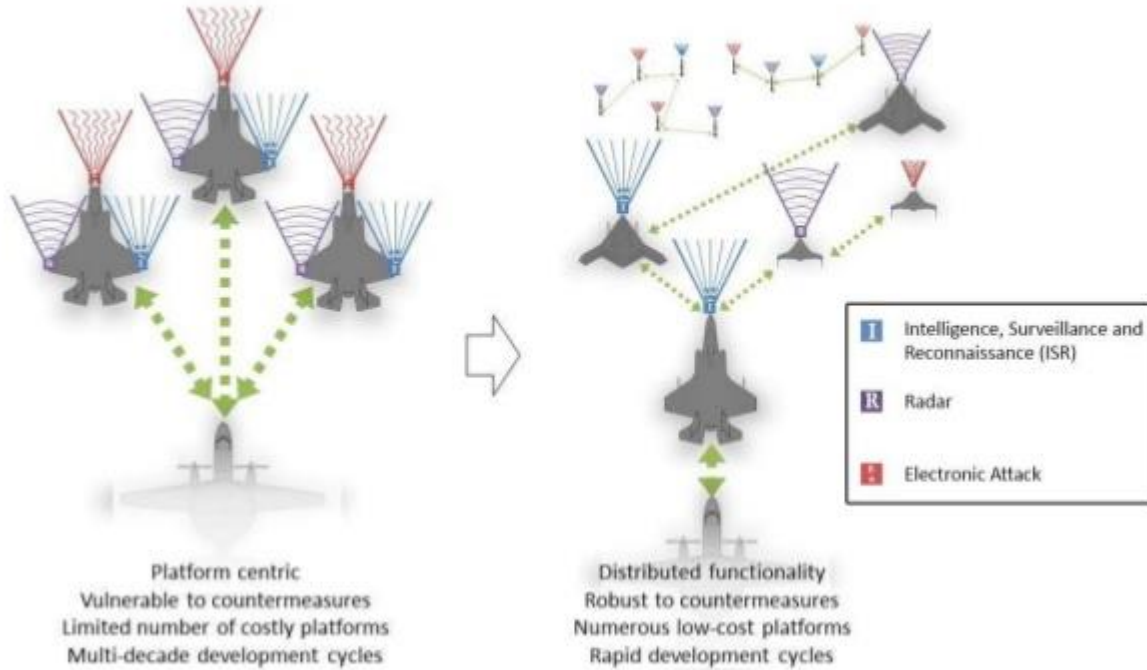 Platform centric
Vulnerable to countermeasures
Limited number of costly platforms
Multi-decade development cycles
Distributed functionality
Robust to countermeasures
Numerous low-cost platforms
Rapid development cycles
I Intelligence, Surveillance and
Reconnaissance (ISR)
R Radar
Electronic Attack